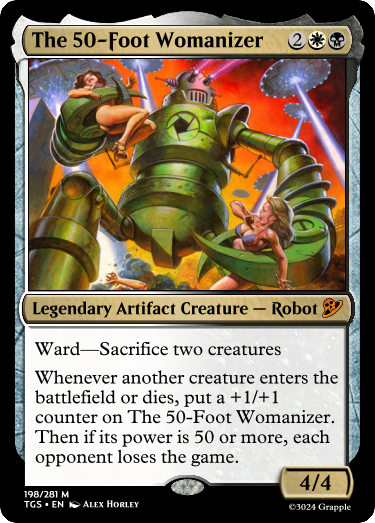 The 50-Foot Womanizer 2
Legendary Artifact Creature — Robot
Ward—Sacrifice two creatures
Whenever another creature enters the
battlefield or dies, put a +1/+1
counter on The 50-Foot Womanizer.
Then if its power is 50 or more, each
opponent loses the game.
4/4
198/281 M
TGS • EN Alex Horley
©3024 Grapple